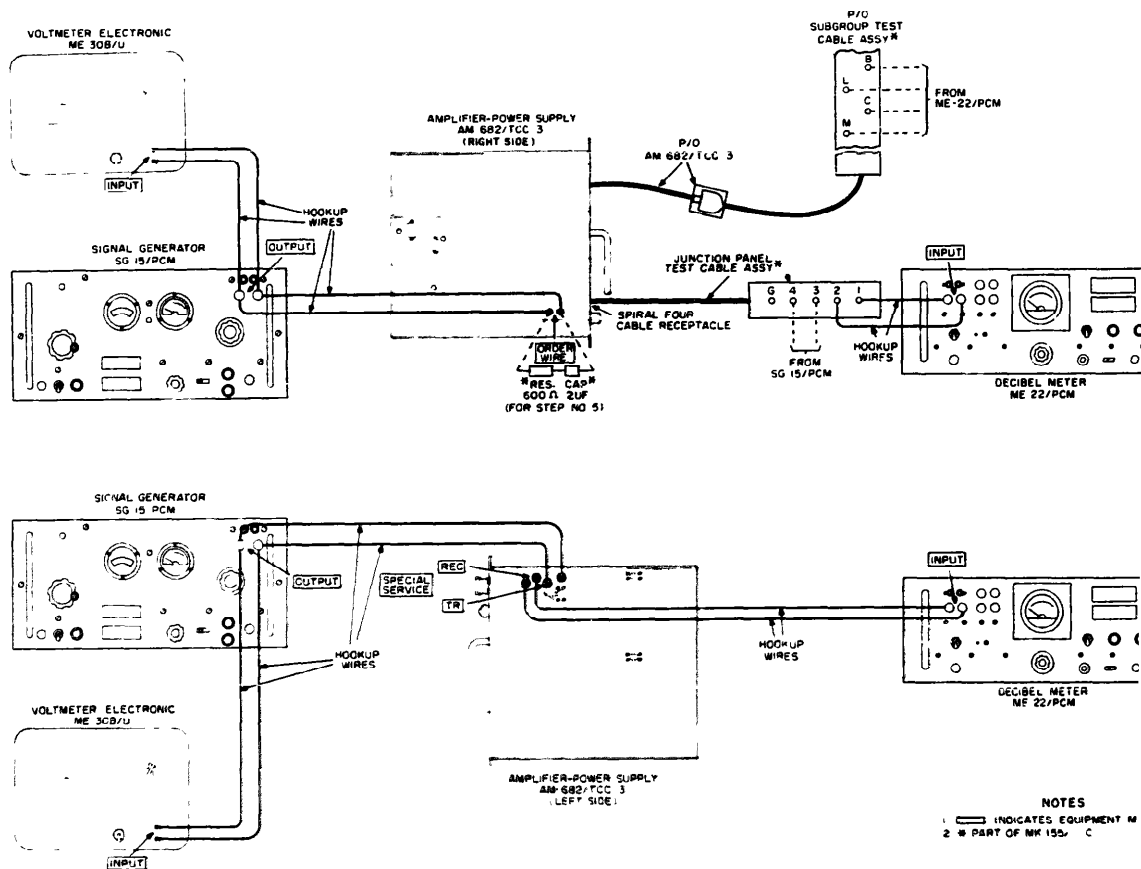 VOLTMETER ELECTRONIC
ME 30B/U
INPUT
HOOKUP
WIRES
SIGNAL GENERATOR
SG 15/PCM
OUTPUT
AMPLIFIER-POWER SUPPLY
AM 682/TCC 3
(RIGHT SIDE)
P/O
AM 682/TCC 3
P/O
SUBGROUP TEST
CABLE ASSY*
B
L
C
M
FROM
ME-22/PCM
JUNCTION PANEL
TEST CABLE ASSY*
G 4 3 2 1
SPIRAL FOUR
CABLE RECEPTACLE
FROM
SG 15/PCM
ORDER
WIRE
*RES. CAP*
600Ω 2UF
(FOR STEP NO 5)
INPUT
HOOKUP
WIRES
DECIBEL METER
ME 22/PCM
SIGNAL GENERATOR
SG 15 PCM
OUTPUT
SPECIAL
SERVICE
REC
TR
HOOKUP
WIRES
HOOKUP
WIRES
INPUT
DECIBEL METER
ME 22/PCM
VOLTMETER ELECTRONIC
ME 30B/U
INPUT
AMPLIFIER-POWER SUPPLY
AM-682/TCC 3
(LEFT SIDE)
NOTES
1 INDICATES EQUIPMENT M
2 * PART OF MK 155/ C